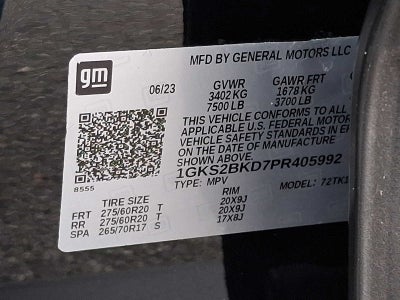 gm
MFD BY GENERAL MOTORS LLC
06/23 GVWR GAWR FRT
3402 KG 1678 KG
7500 LB 3700 LB
THIS VEHICLE CONFORMS TO ALL
APPLICABLE U.S. FEDERAL MOTOR
VEHICLE SAFETY STANDARDS IN
ON THE DATE OF MANUFACTURE
1GKS2BKD7PR405992
TYPE: MPV MODEL: 72TK1
8555
TIRE SIZE RIM
FRT 275/60R20 T 20X9J
RR 275/60R20 T 20X9J
SPA 265/70R17 S 17X8J